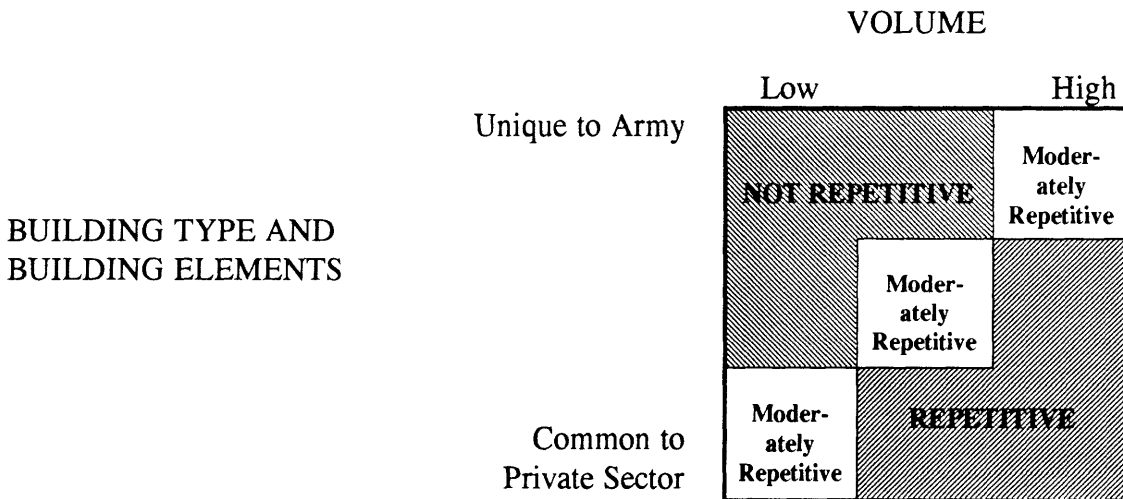 VOLUME
Low High
Unique to Army
Moder-
ately
Repetitive
NOT REPETITIVE
BUILDING TYPE AND
BUILDING ELEMENTS
Moder-
ately
Repetitive
Moder-
ately
Repetitive
REPETITIVE
Common to
Private Sector